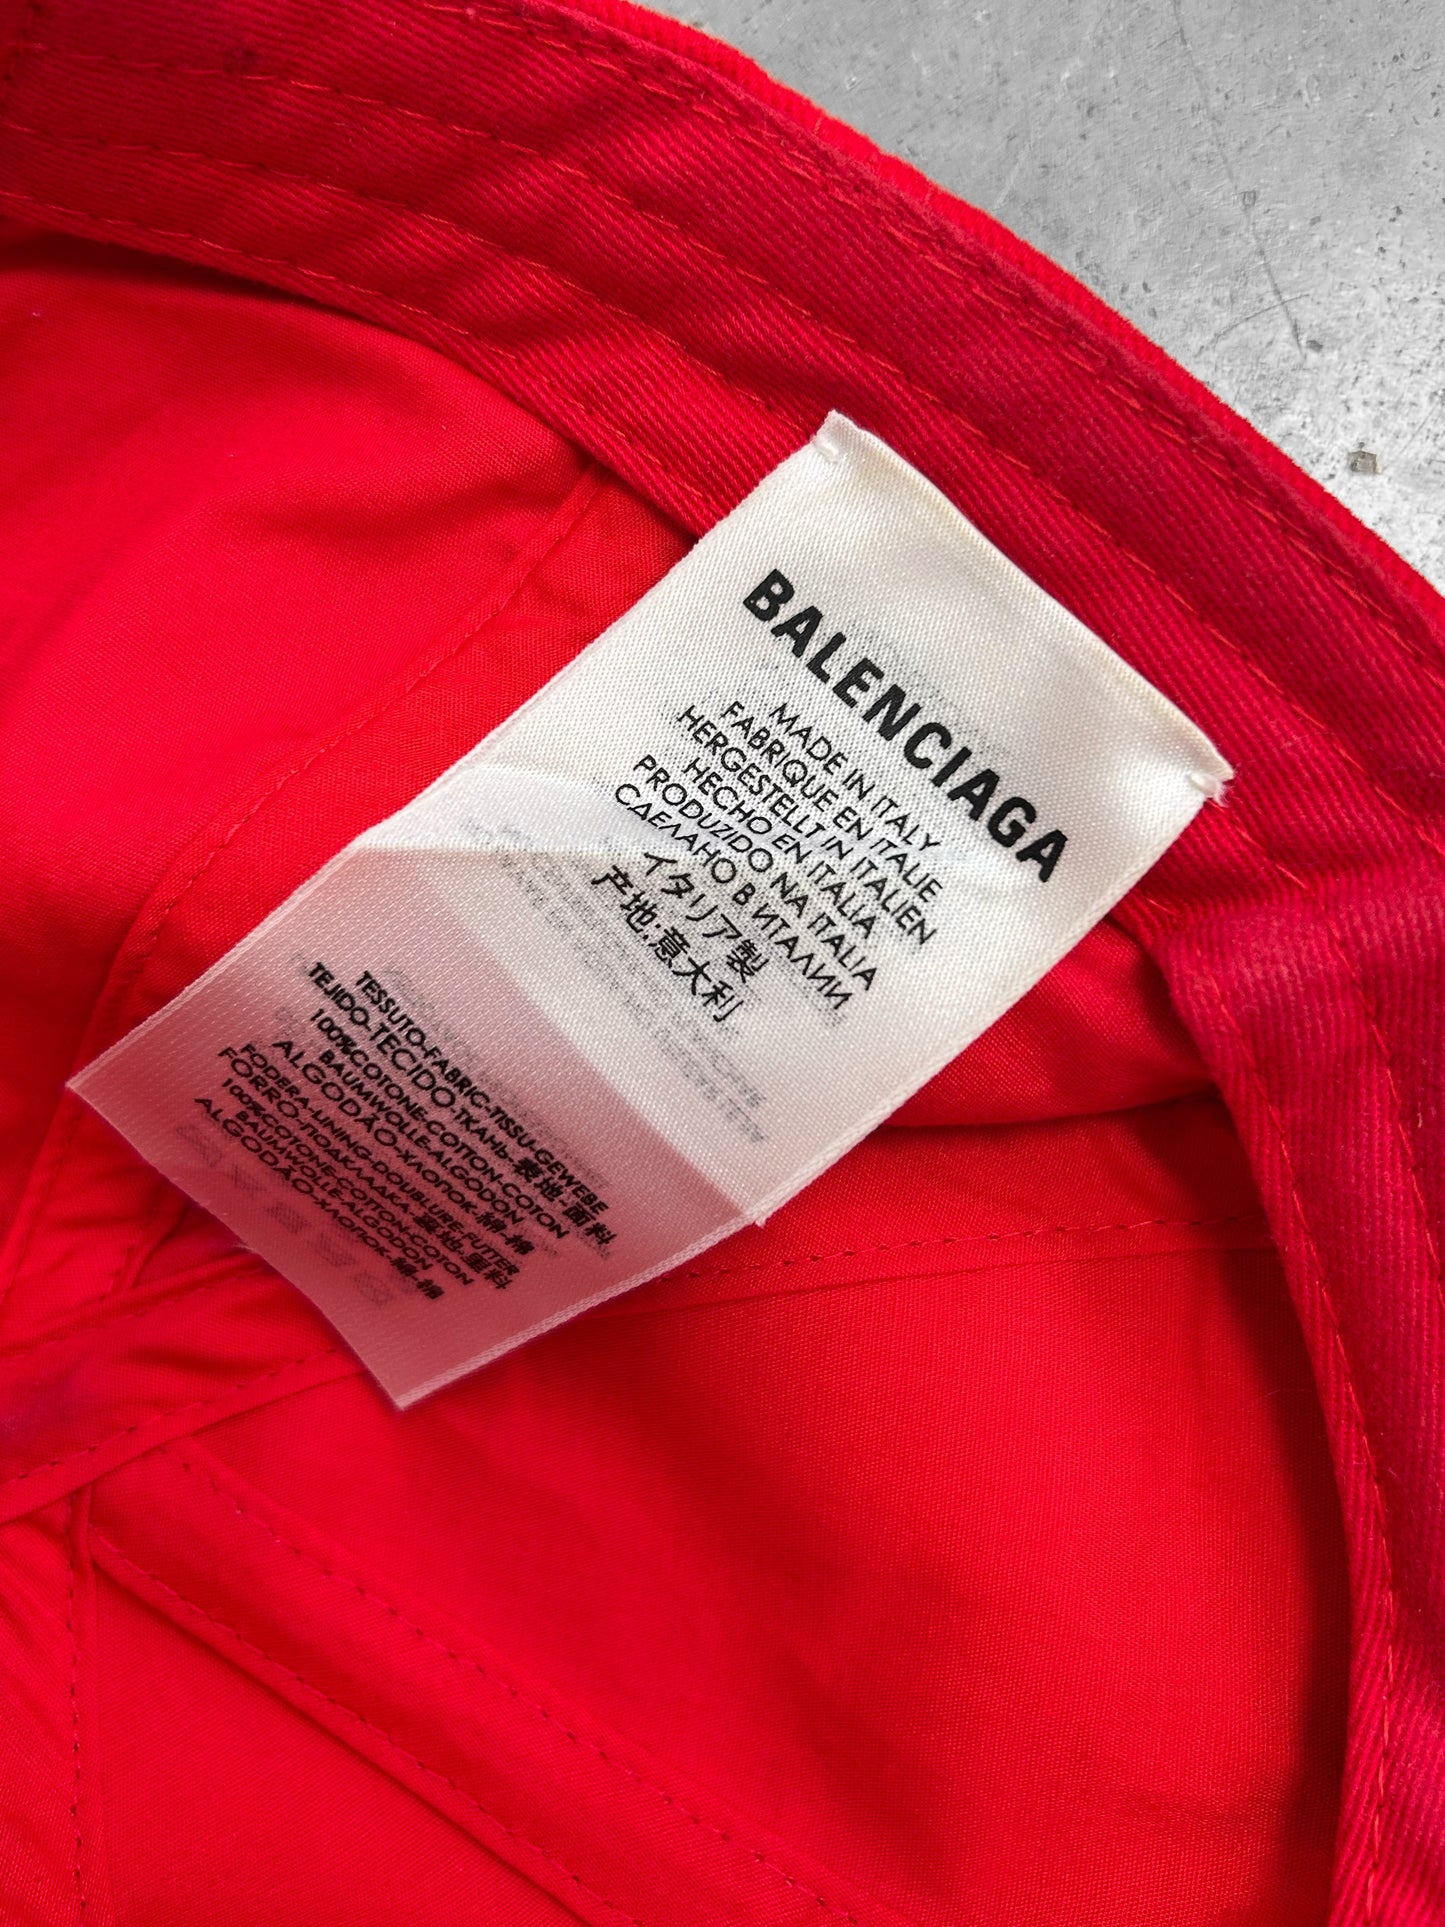 BALENCIAGA
MADE IN ITALY
FABRIQUE EN ITALIE
HERGESTELLT IN ITALIEN
HECHO EN ITALIA
PRODUZIDO NA ITALIA
СДЕЛАНО В ИТАЛИИ
イタリア製
产地:意大利
TESSUTO-FABRIC-TISSU-GEWEBE
TEJIDO-TECIDO-ТКАНЬ-表地-面料
100%COTONE-COTTON-COTON
BAUMWOLLE-ALGODON
ALGODÃO-ХЛОПОК-綿-棉
FODERA-LINING-DOUBLURE-FUTTER
FORRO-ПОДКЛАДКА-裏地-里料
100%COTONE-COTTON-COTON
BAUMWOLLE-ALGODON
ALGODÃO-ХЛОПОК-綿-棉